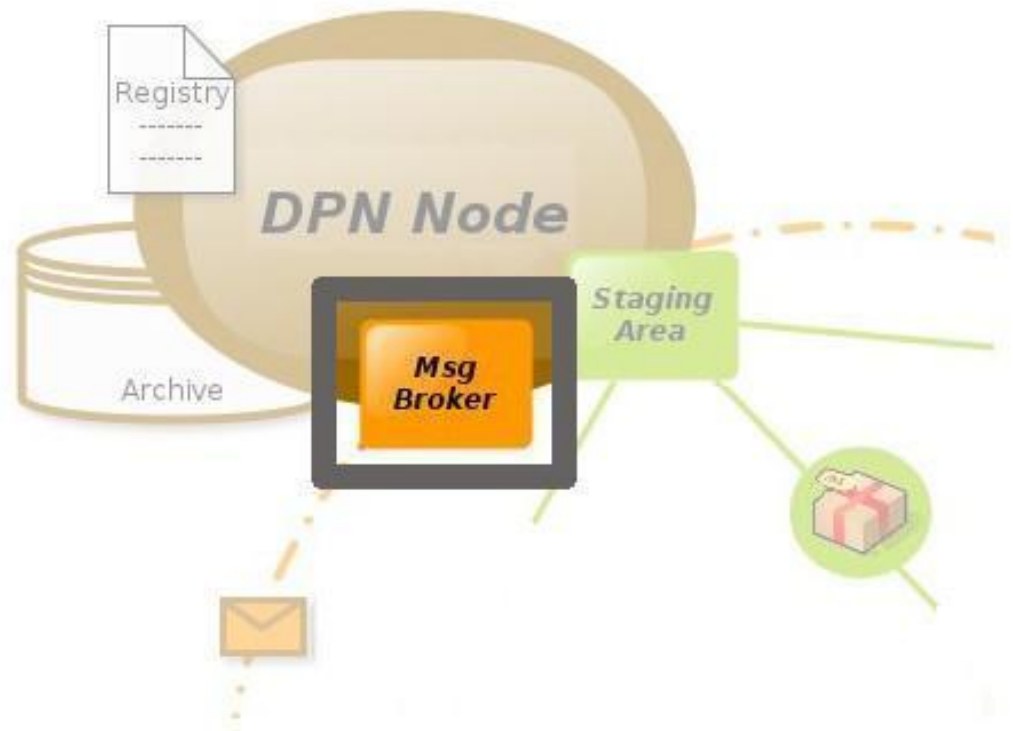 Registry
-------
-------
DPN Node
Staging
Area
Msg
Broker
Archive